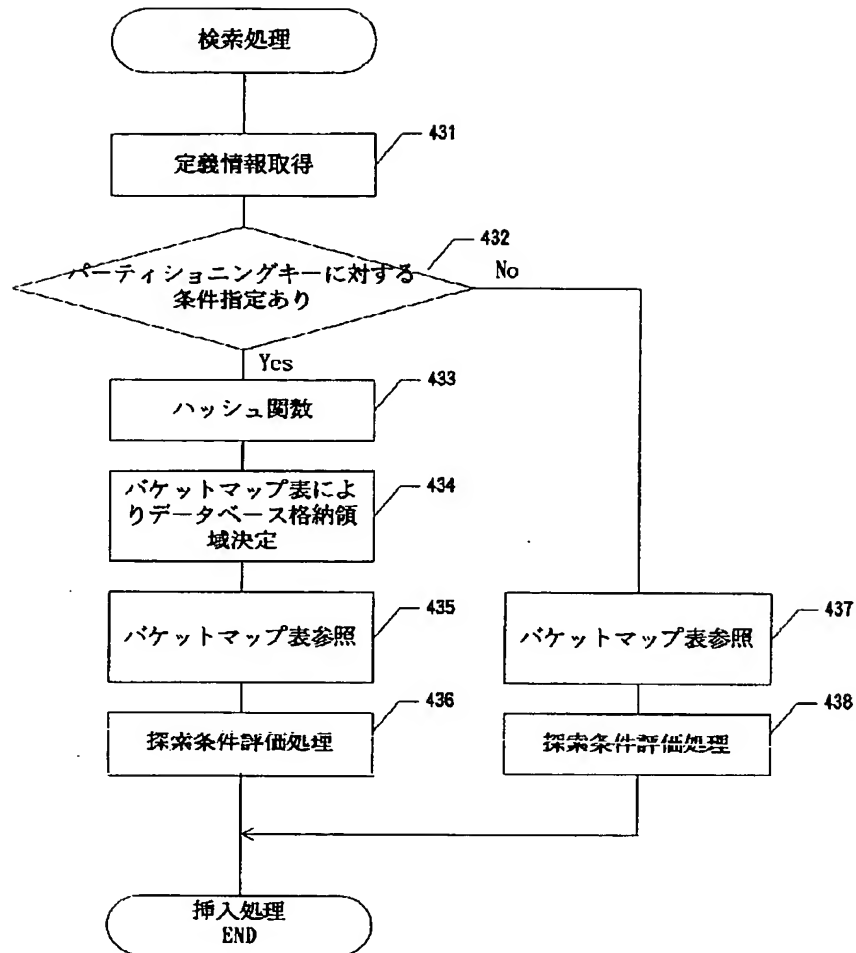 検索処理
431
定義情報取得
432
パーティショニングキーに対する
条件指定あり
No
Yes
433
ハッシュ関数
434
バケットマップ表によ
りデータベース格納領
域決定
435
バケットマップ表参照
437
バケットマップ表参照
436
探索条件評価処理
438
探索条件評価処理
挿入処理
END